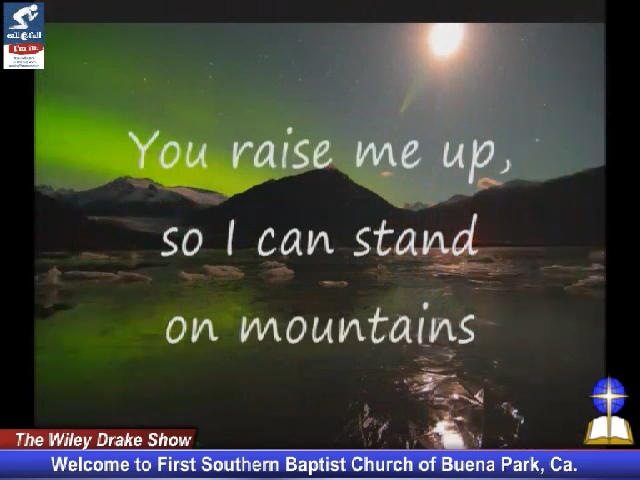 You raise me up,
so I can stand
on mountains
The Wiley Drake Show
Welcome to First Southern Baptist Church of Buena Park, Ca.